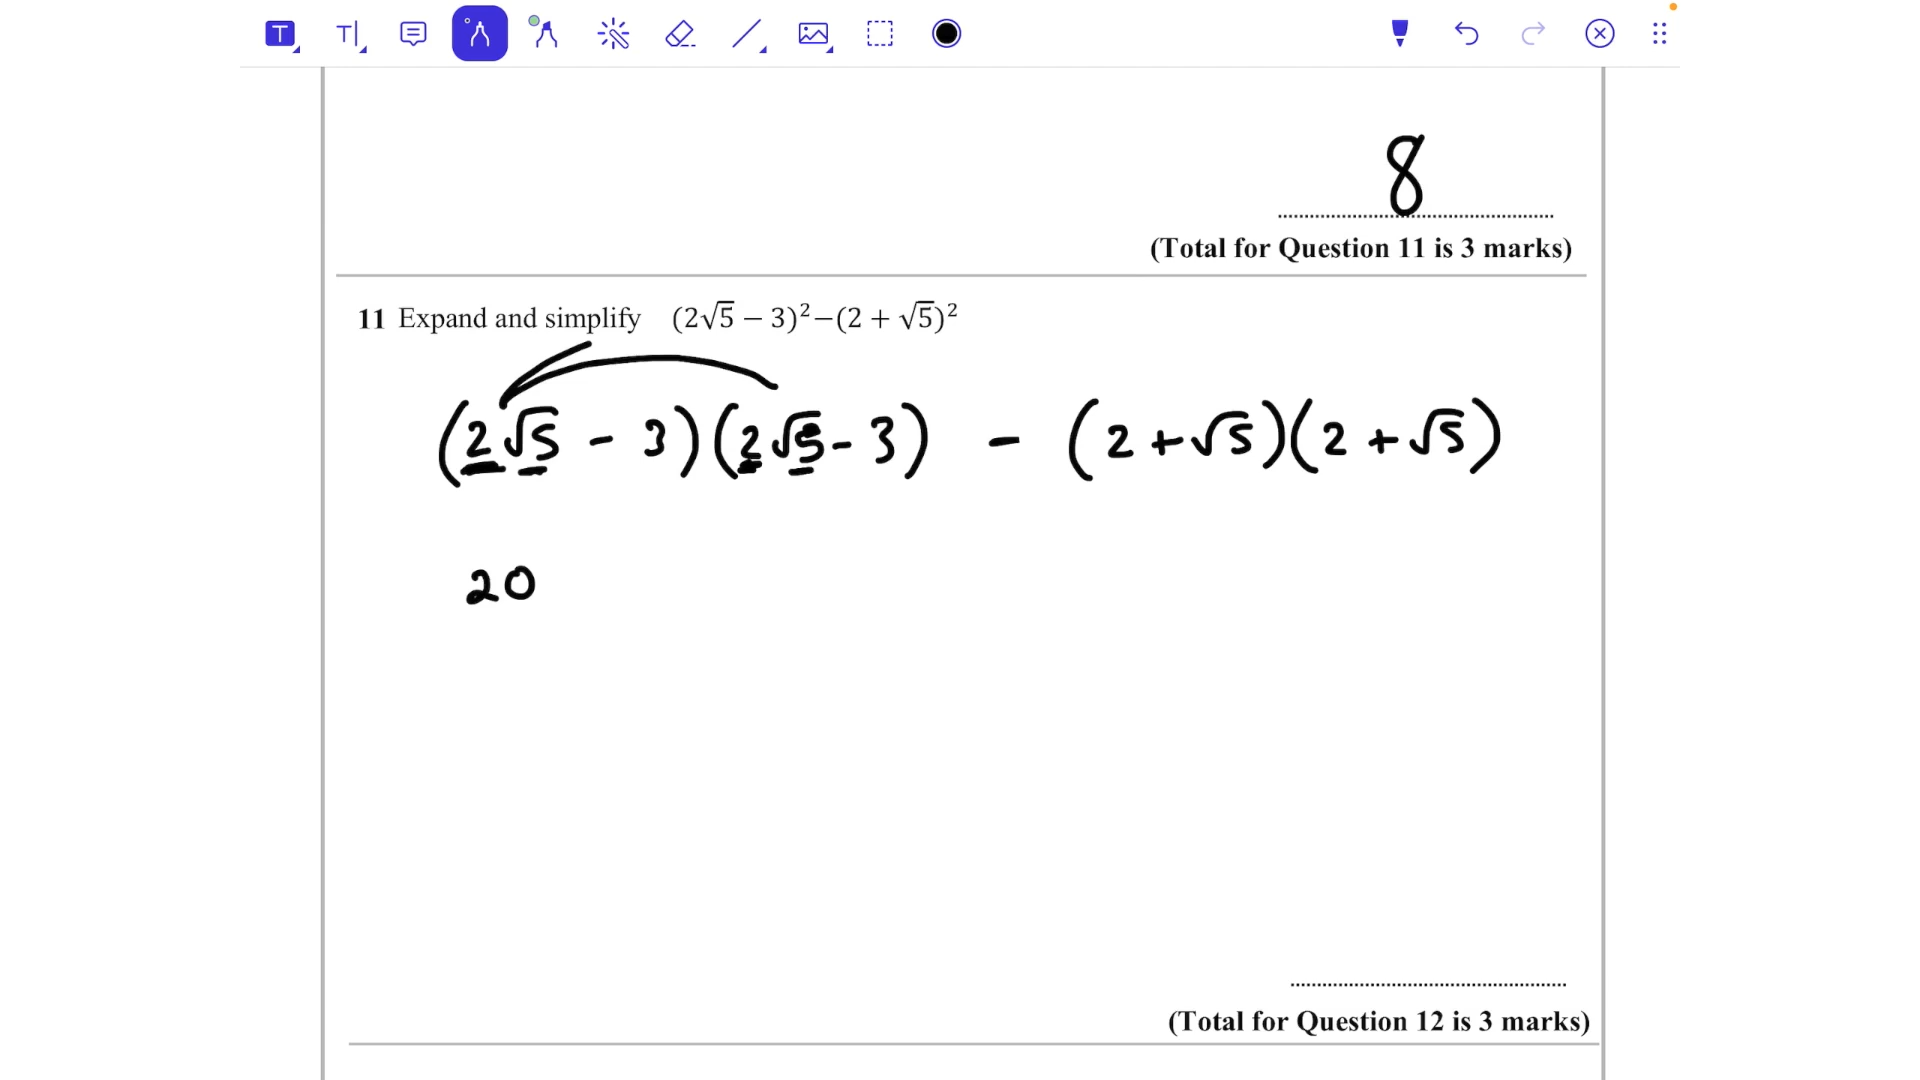 T T|
8
(Total for Question 11 is 3 marks)
11 Expand and simplify (2√5 − 3)²−(2 + √5)²
(2√5 - 3)(2√5 - 3) - (2 + √5)(2 + √5)
20
(Total for Question 12 is 3 marks)